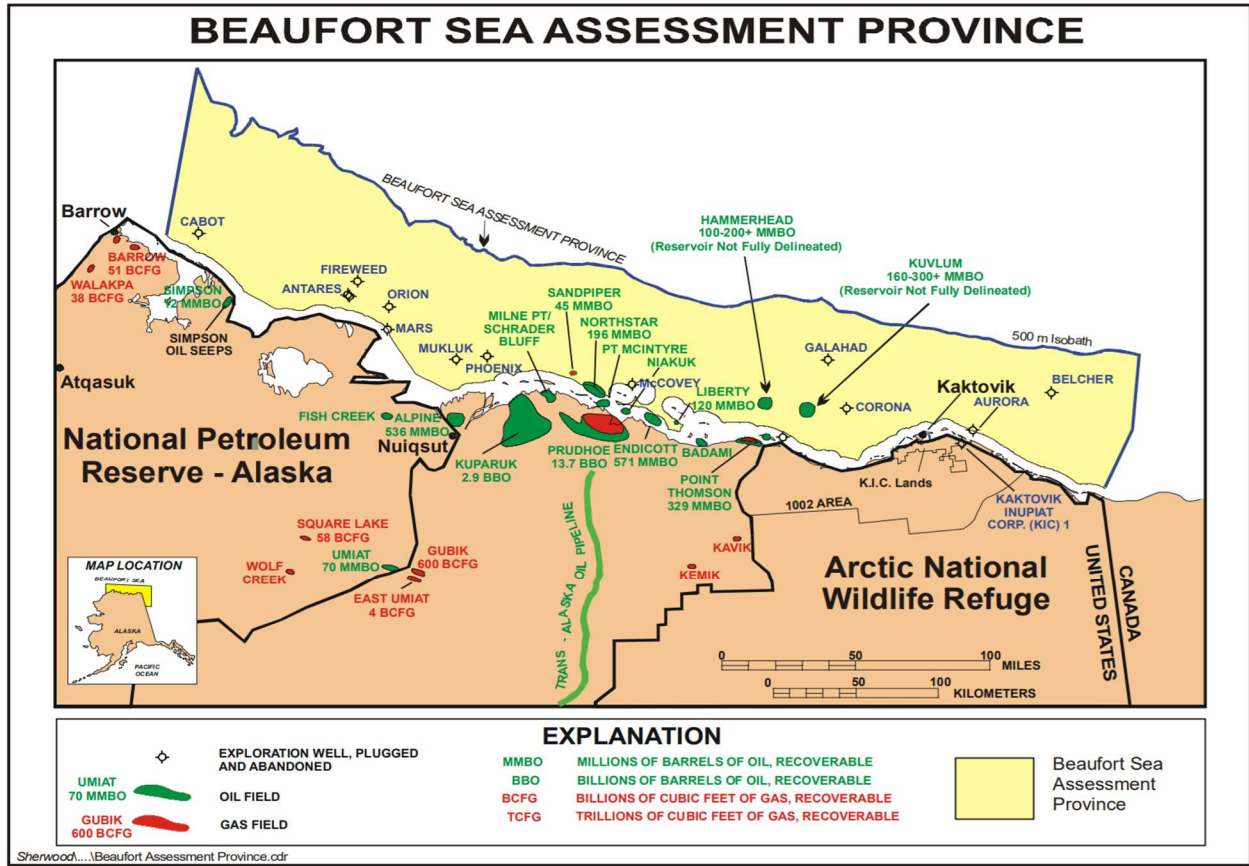 BEAUFORT SEA ASSESSMENT PROVINCE
BEAUFORT SEA ASSESSMENT PROVINCE
500 m Isobath
Barrow
CABOT
BARROW
51 BCFG
WALAKPA
38 BCFG
SIMPSON
12 MMBO
SIMPSON
OIL SEEPS
Atqasuk
FIREWEED
ANTARES
ORION
MARS
MUKLUK
PHOENIX
MILNE PT/
SCHRADER
BLUFF
SANDPIPER
45 MMBO
NORTHSTAR
196 MMBO
PT MCINTYRE
NIAKUK
McCOVEY
LIBERTY
120 MMBO
HAMMERHEAD
100-200+ MMBO
(Reservoir Not Fully Delineated)
KUVLUM
160-300+ MMBO
(Reservoir Not Fully Delineated)
GALAHAD
CORONA
Kaktovik
AURORA
BELCHER
FISH CREEK
ALPINE
536 MMBO
Nuiqsut
KUPARUK
2.9 BBO
PRUDHOE
13.7 BBO
ENDICOTT
571 MMBO
BADAMI
POINT
THOMSON
329 MMBO
K.I.C. Lands
1002 AREA
KAKTOVIK
INUPIAT
CORP. (KIC) 1
National Petroleum
Reserve - Alaska
SQUARE LAKE
58 BCFG
WOLF
CREEK
UMIAT
70 MMBO
GUBIK
600 BCFG
EAST UMIAT
4 BCFG
TRANS - ALASKA OIL PIPELINE
KAVIK
KEMIK
Arctic National
Wildlife Refuge
CANADA
UNITED STATES
MAP LOCATION
BEAUFORT SEA
ALASKA
PACIFIC
OCEAN
0 50 100
MILES
0 50 100
KILOMETERS
EXPLANATION
EXPLORATION WELL, PLUGGED
AND ABANDONED
UMIAT
70 MMBO
OIL FIELD
GUBIK
600 BCFG
GAS FIELD
MMBO MILLIONS OF BARRELS OF OIL, RECOVERABLE
BBO BILLIONS OF BARRELS OF OIL, RECOVERABLE
BCFG BILLIONS OF CUBIC FEET OF GAS, RECOVERABLE
TCFG TRILLIONS OF CUBIC FEET OF GAS, RECOVERABLE
Beaufort Sea
Assessment
Province
Sherwood\...\Beaufort Assessment Province.cdr